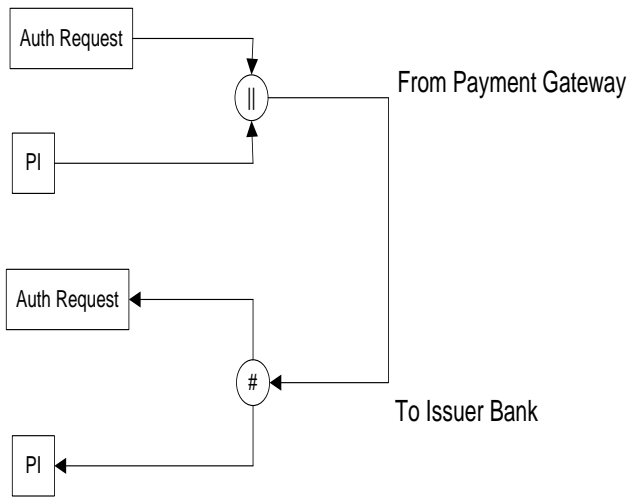 Auth Request
||
From Payment Gateway
PI
Auth Request
#
To Issuer Bank
PI